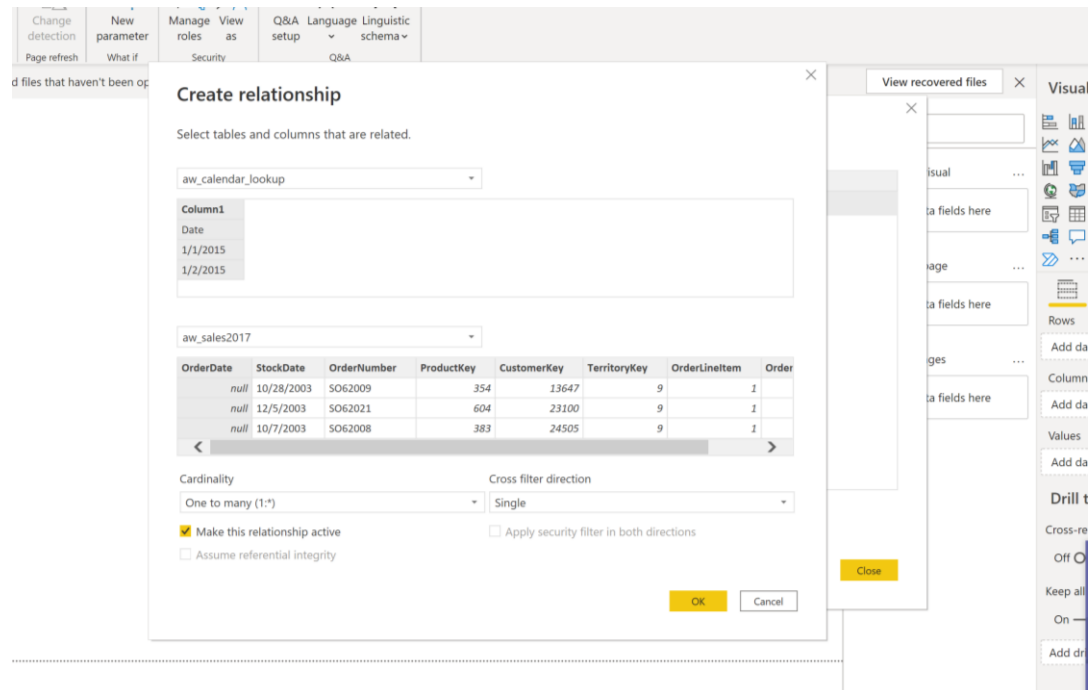 Change New Manage View Q&A Language Linguistic
detection parameter roles as setup schema
Page refresh What if Security Q&A
d files that haven't been op
View recovered files
Visual
Create relationship
Select tables and columns that are related.
aw_calendar_lookup
Column1
Date
1/1/2015
1/2/2015
aw_sales2017
OrderDate StockDate OrderNumber ProductKey CustomerKey TerritoryKey OrderLineItem Order
null 10/28/2003 SO62009 354 13647 9 1
null 12/5/2003 SO62021 604 23100 9 1
null 10/7/2003 SO62008 383 24505 9 1
Cardinality Cross filter direction
One to many (1:*) Single
Make this relationship active Apply security filter in both directions
Assume referential integrity
OK Cancel
Close
isual ...
ta fields here
page ...
ta fields here
ges ...
ta fields here
...
Rows
Add da
Column
Add da
Values
Add da
Drill t
Cross-re
Off
Keep all
On
Add dr